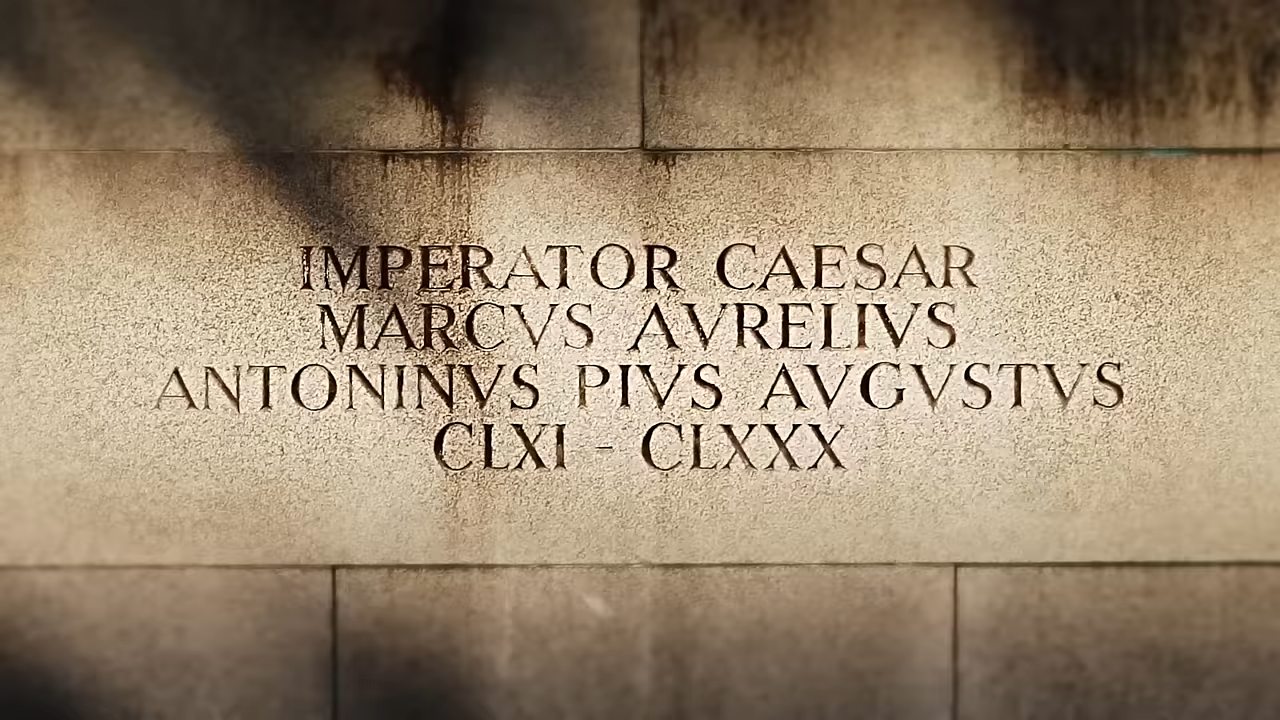 IMPERATOR CAESAR
MARCVS AVRELIVS
ANTONINVS PIVS AVGVSTVS
CLXI - CLXXX